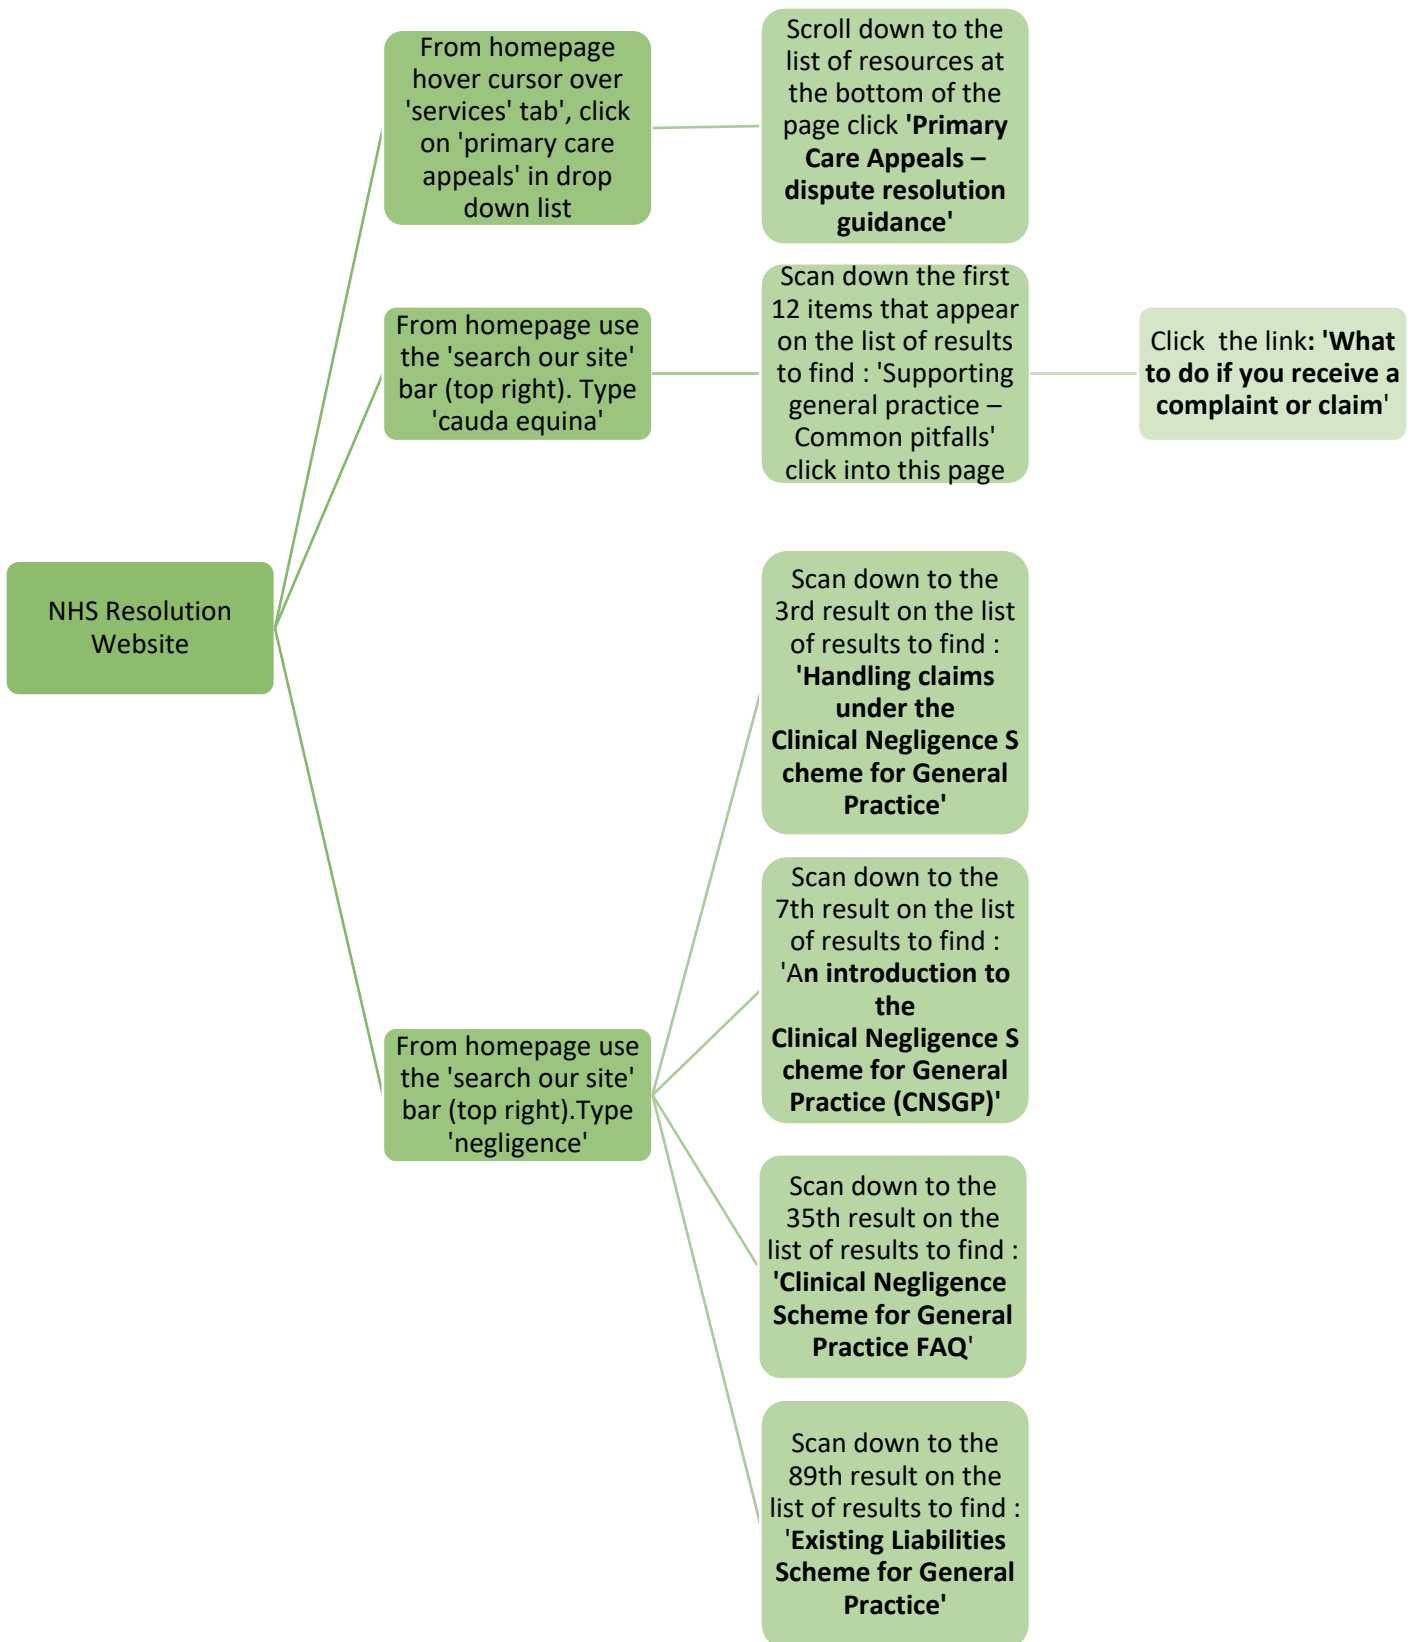 NHS Resolution
Website
From homepage
hover cursor over
'services' tab', click
on 'primary care
appeals' in drop
down list
Scroll down to the
list of resources at
the bottom of the
page click 'Primary
Care Appeals –
dispute resolution
guidance'
From homepage use
the 'search our site'
bar (top right). Type
'cauda equina'
Scan down the first
12 items that appear
on the list of results
to find : 'Supporting
general practice –
Common pitfalls'
click into this page
Click  the link: 'What
to do if you receive a
complaint or claim'
From homepage use
the 'search our site'
bar (top right).Type
'negligence'
Scan down to the
3rd result on the list
of results to find :
'Handling claims
under the
Clinical Negligence S
cheme for General
Practice'
Scan down to the
7th result on the list
of results to find :
'An introduction to
the
Clinical Negligence S
cheme for General
Practice (CNSGP)'
Scan down to the
35th result on the
list of results to find :
'Clinical Negligence
Scheme for General
Practice FAQ'
Scan down to the
89th result on the
list of results to find :
'Existing Liabilities
Scheme for General
Practice'